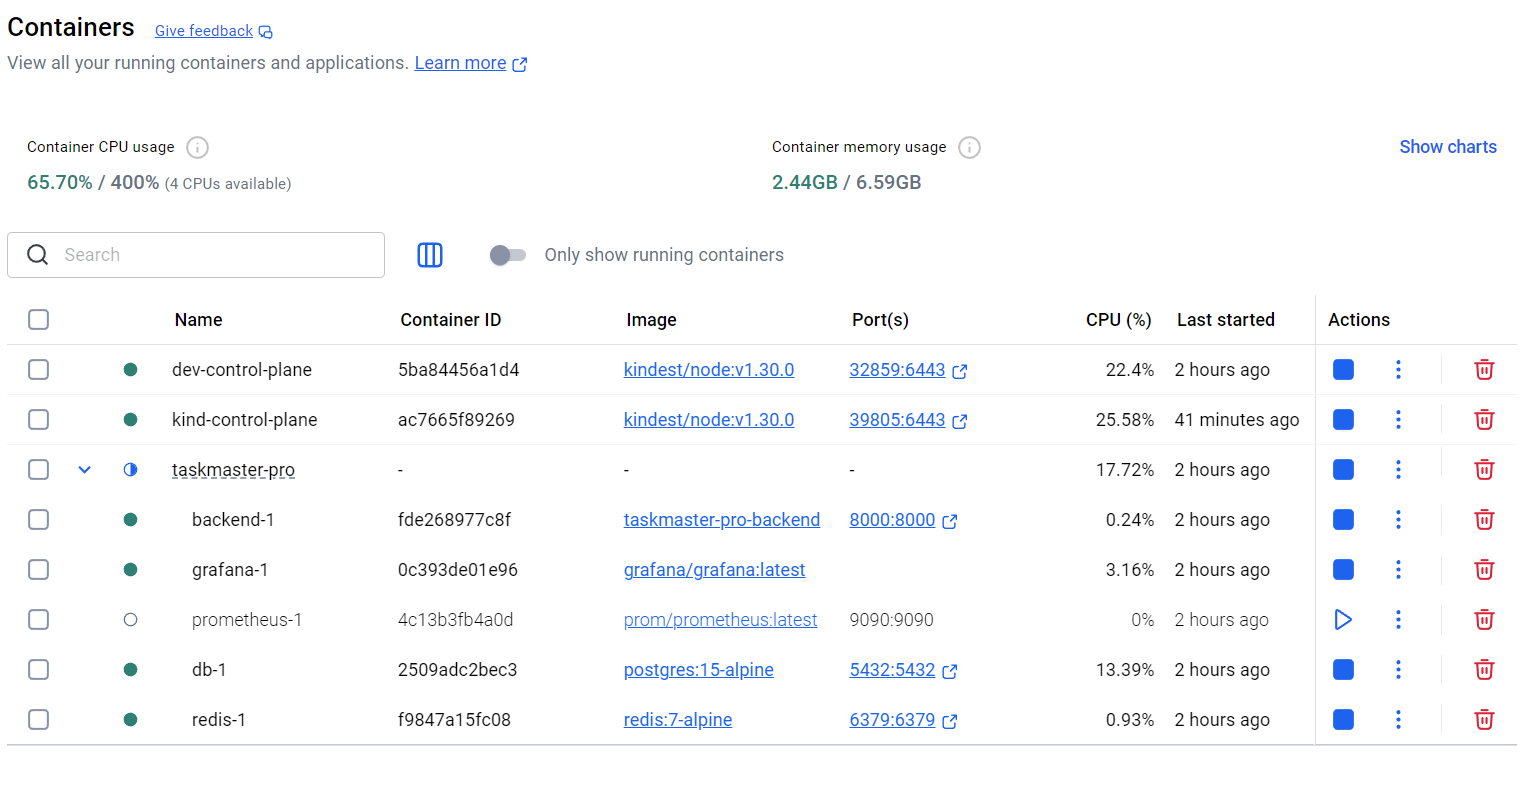 Containers Give feedback
View all your running containers and applications. Learn more
Container CPU usage Container memory usage Show charts
65.70% / 400% (4 CPUs available) 2.44GB / 6.59GB
Search Only show running containers
Name Container ID Image Port(s) CPU (%) Last started Actions
dev-control-plane 5ba84456a1d4 kindest/node:v1.30.0 32859:6443 22.4% 2 hours ago
kind-control-plane ac7665f89269 kindest/node:v1.30.0 39805:6443 25.58% 41 minutes ago
taskmaster-pro - - - 17.72% 2 hours ago
backend-1 fde268977c8f taskmaster-pro-backend 8000:8000 0.24% 2 hours ago
grafana-1 0c393de01e96 grafana/grafana:latest 3.16% 2 hours ago
prometheus-1 4c13b3fb4a0d prom/prometheus:latest 9090:9090 0% 2 hours ago
db-1 2509adc2bec3 postgres:15-alpine 5432:5432 13.39% 2 hours ago
redis-1 f9847a15fc08 redis:7-alpine 6379:6379 0.93% 2 hours ago